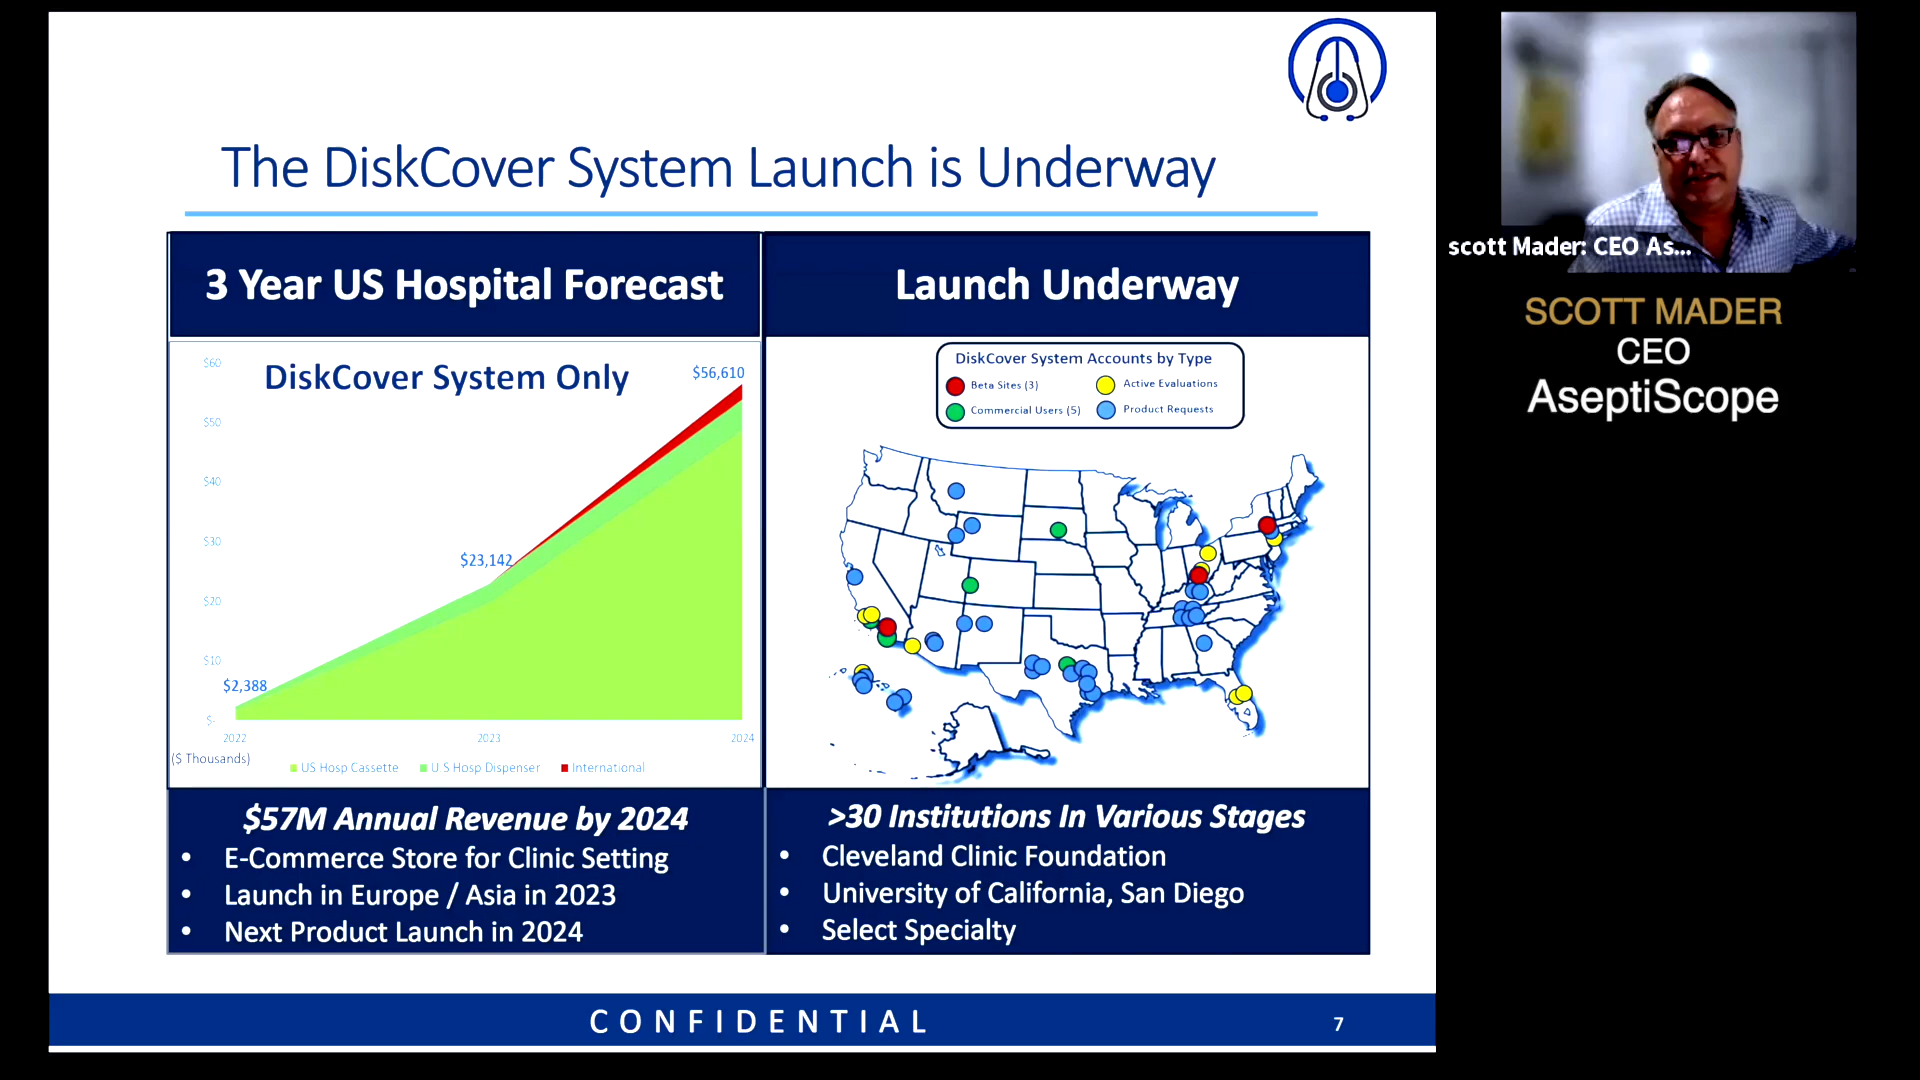 The DiskCover System Launch is Underway
3 Year US Hospital Forecast
DiskCover System Only
$60
$50
$40
$30
$20
$10
$-
$2,388
$23,142
$56,610
2022
2023
2024
($ Thousands)
US Hosp Cassette
U S Hosp Dispenser
International
$57M Annual Revenue by 2024
• E-Commerce Store for Clinic Setting
• Launch in Europe / Asia in 2023
• Next Product Launch in 2024
Launch Underway
DiskCover System Accounts by Type
Beta Sites (3)
Active Evaluations
Commercial Users (5)
Product Requests
>30 Institutions In Various Stages
• Cleveland Clinic Foundation
• University of California, San Diego
• Select Specialty
CONFIDENTIAL
7
scott Mader: CEO As...
SCOTT MADER
CEO
AseptiScope